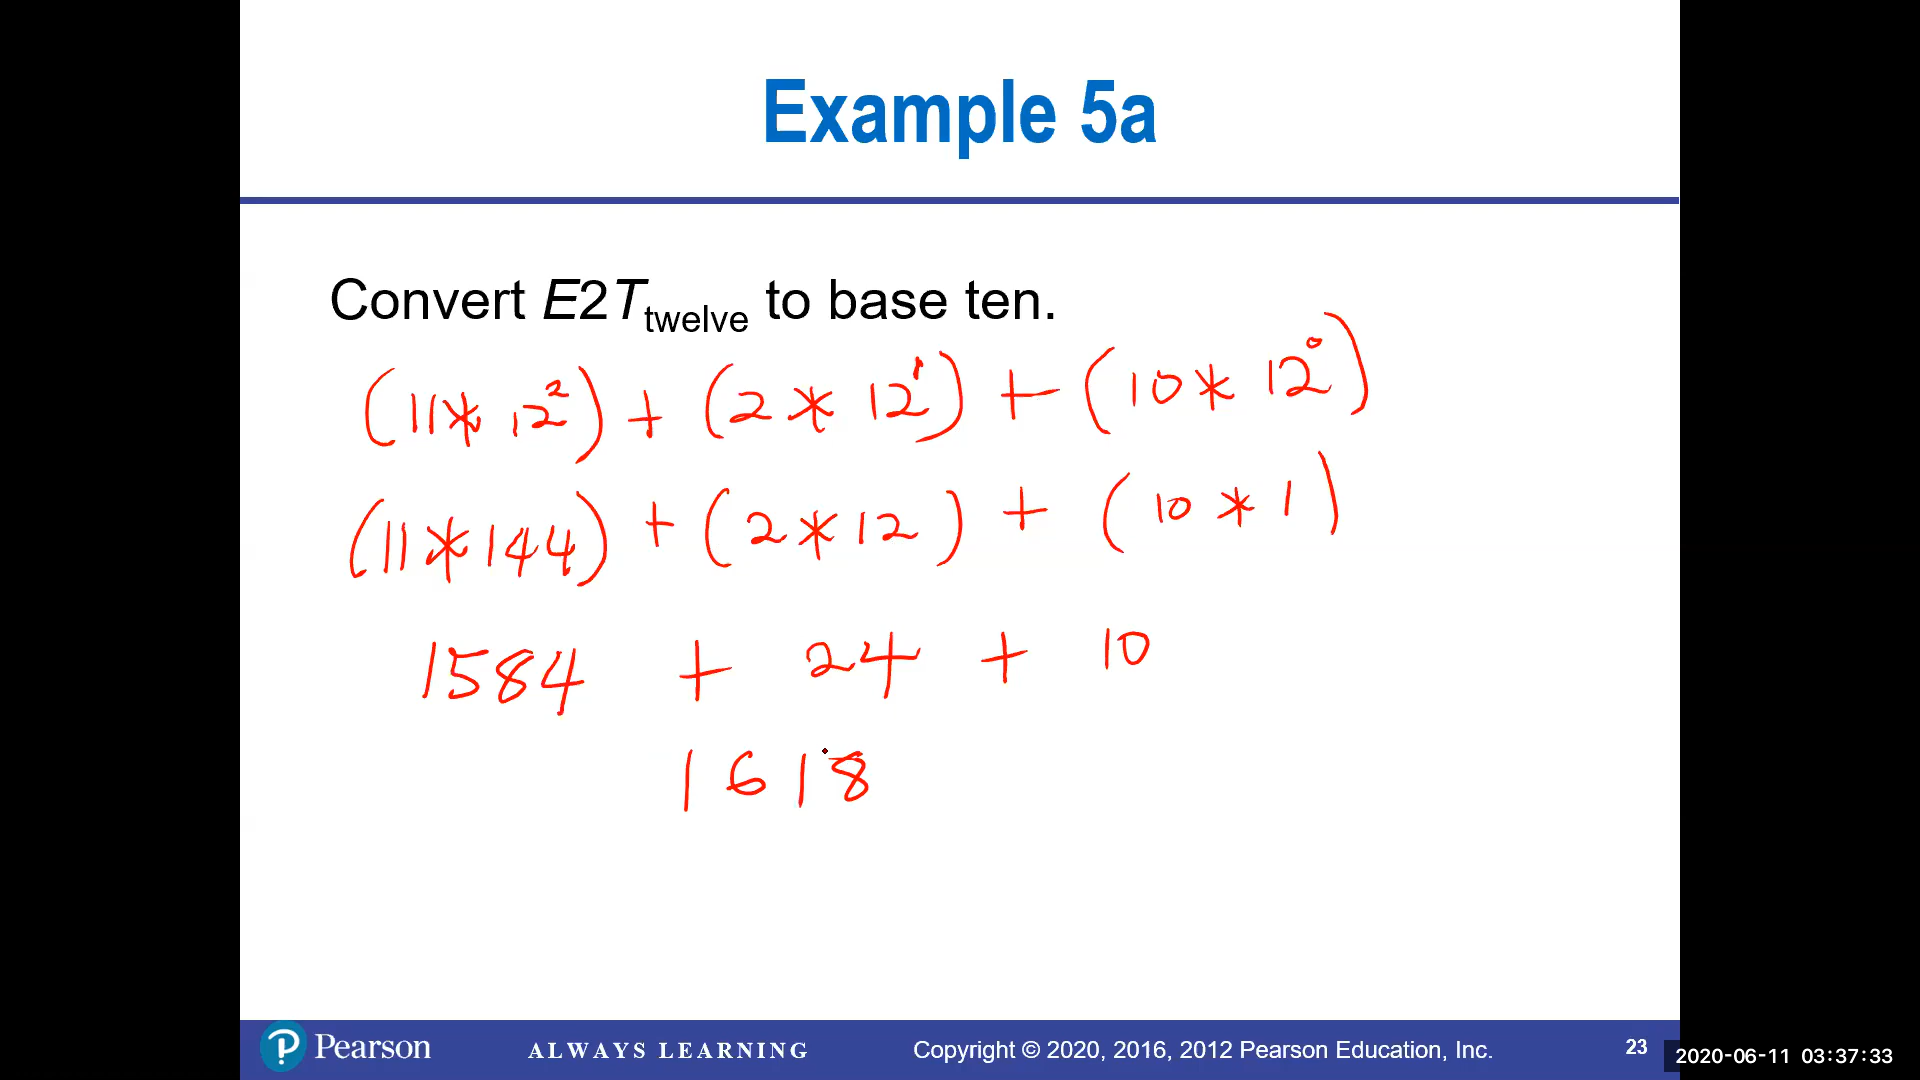 Example 5a
Convert E2Ttwelve to base ten.
(11* 12²) + (2 * 12¹) + (10 * 12⁰)
(11 * 144) + (2 * 12) + (10 * 1)
1584 + 24 + 10
1618
Pearson ALWAYS LEARNING Copyright © 2020, 2016, 2012 Pearson Education, Inc. 23
2020-06-11 03:37:33